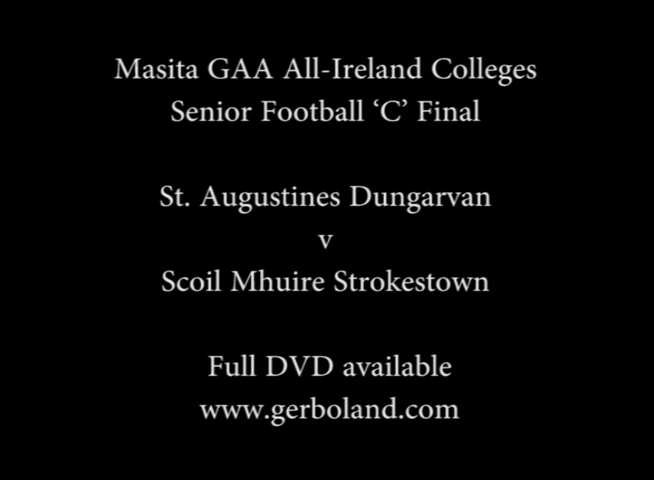 Masita GAA All-Ireland Colleges
Senior Football ‘C’ Final
St. Augustines Dungarvan
v
Scoil Mhuire Strokestown
Full DVD available
www.gerboland.com